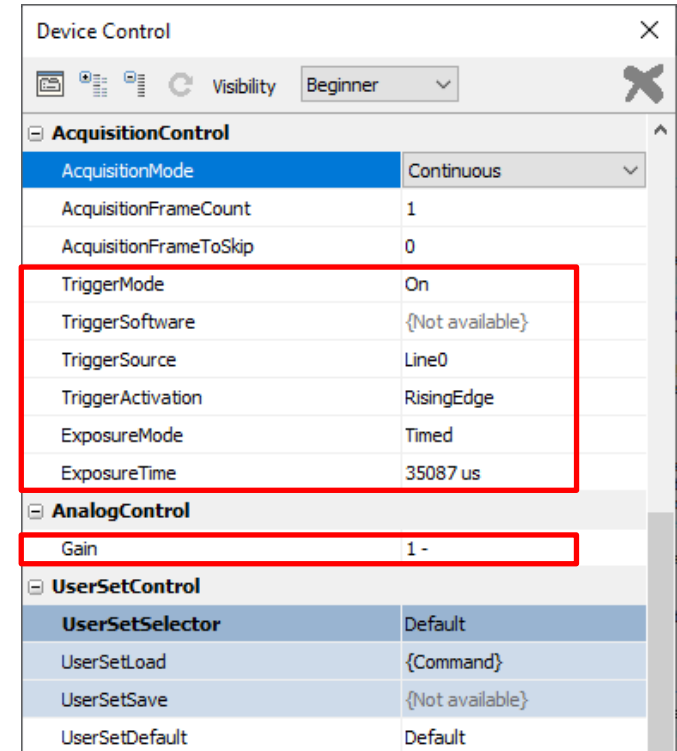 Device Control
Visibility Beginner
AcquisitionControl
AcquisitionMode Continuous
AcquisitionFrameCount 1
AcquisitionFrameToSkip 0
TriggerMode On
TriggerSoftware {Not available}
TriggerSource Line0
TriggerActivation RisingEdge
ExposureMode Timed
ExposureTime 35087 us
AnalogControl
Gain 1 -
UserSetControl
UserSetSelector Default
UserSetLoad {Command}
UserSetSave {Not available}
UserSetDefault Default